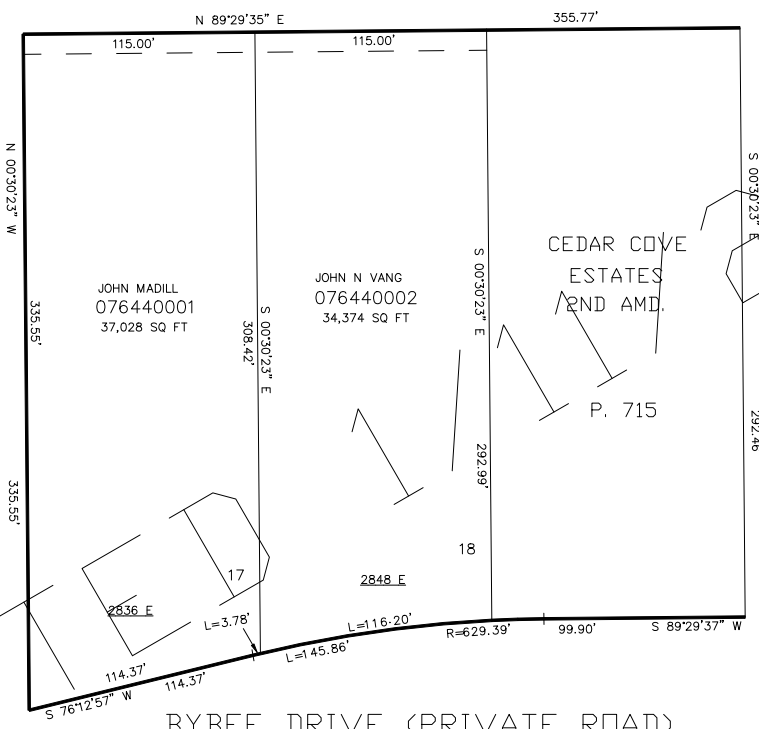 N 89°29'35" E
355.77'
115.00'
115.00'
N 00°30'23" W
S 00°30'23" E
CEDAR COVE
ESTATES
2ND AMD.
JOHN MADILL
076440001
37,028 SQ FT
JOHN N VANG
076440002
34,374 SQ FT
S 00°30'23" E
S 00°30'23" E
335.55'
308.42'
P. 715
292.46
292.99'
335.55'
17
18
2836 E
2848 E
L=3.78'
L=116.20'
R=629.39'
99.90'
S 89°29'37" W
L=145.86'
114.37'
114.37'
S 76°12'57" W
BYBEE DRIVE (PRIVATE ROAD)